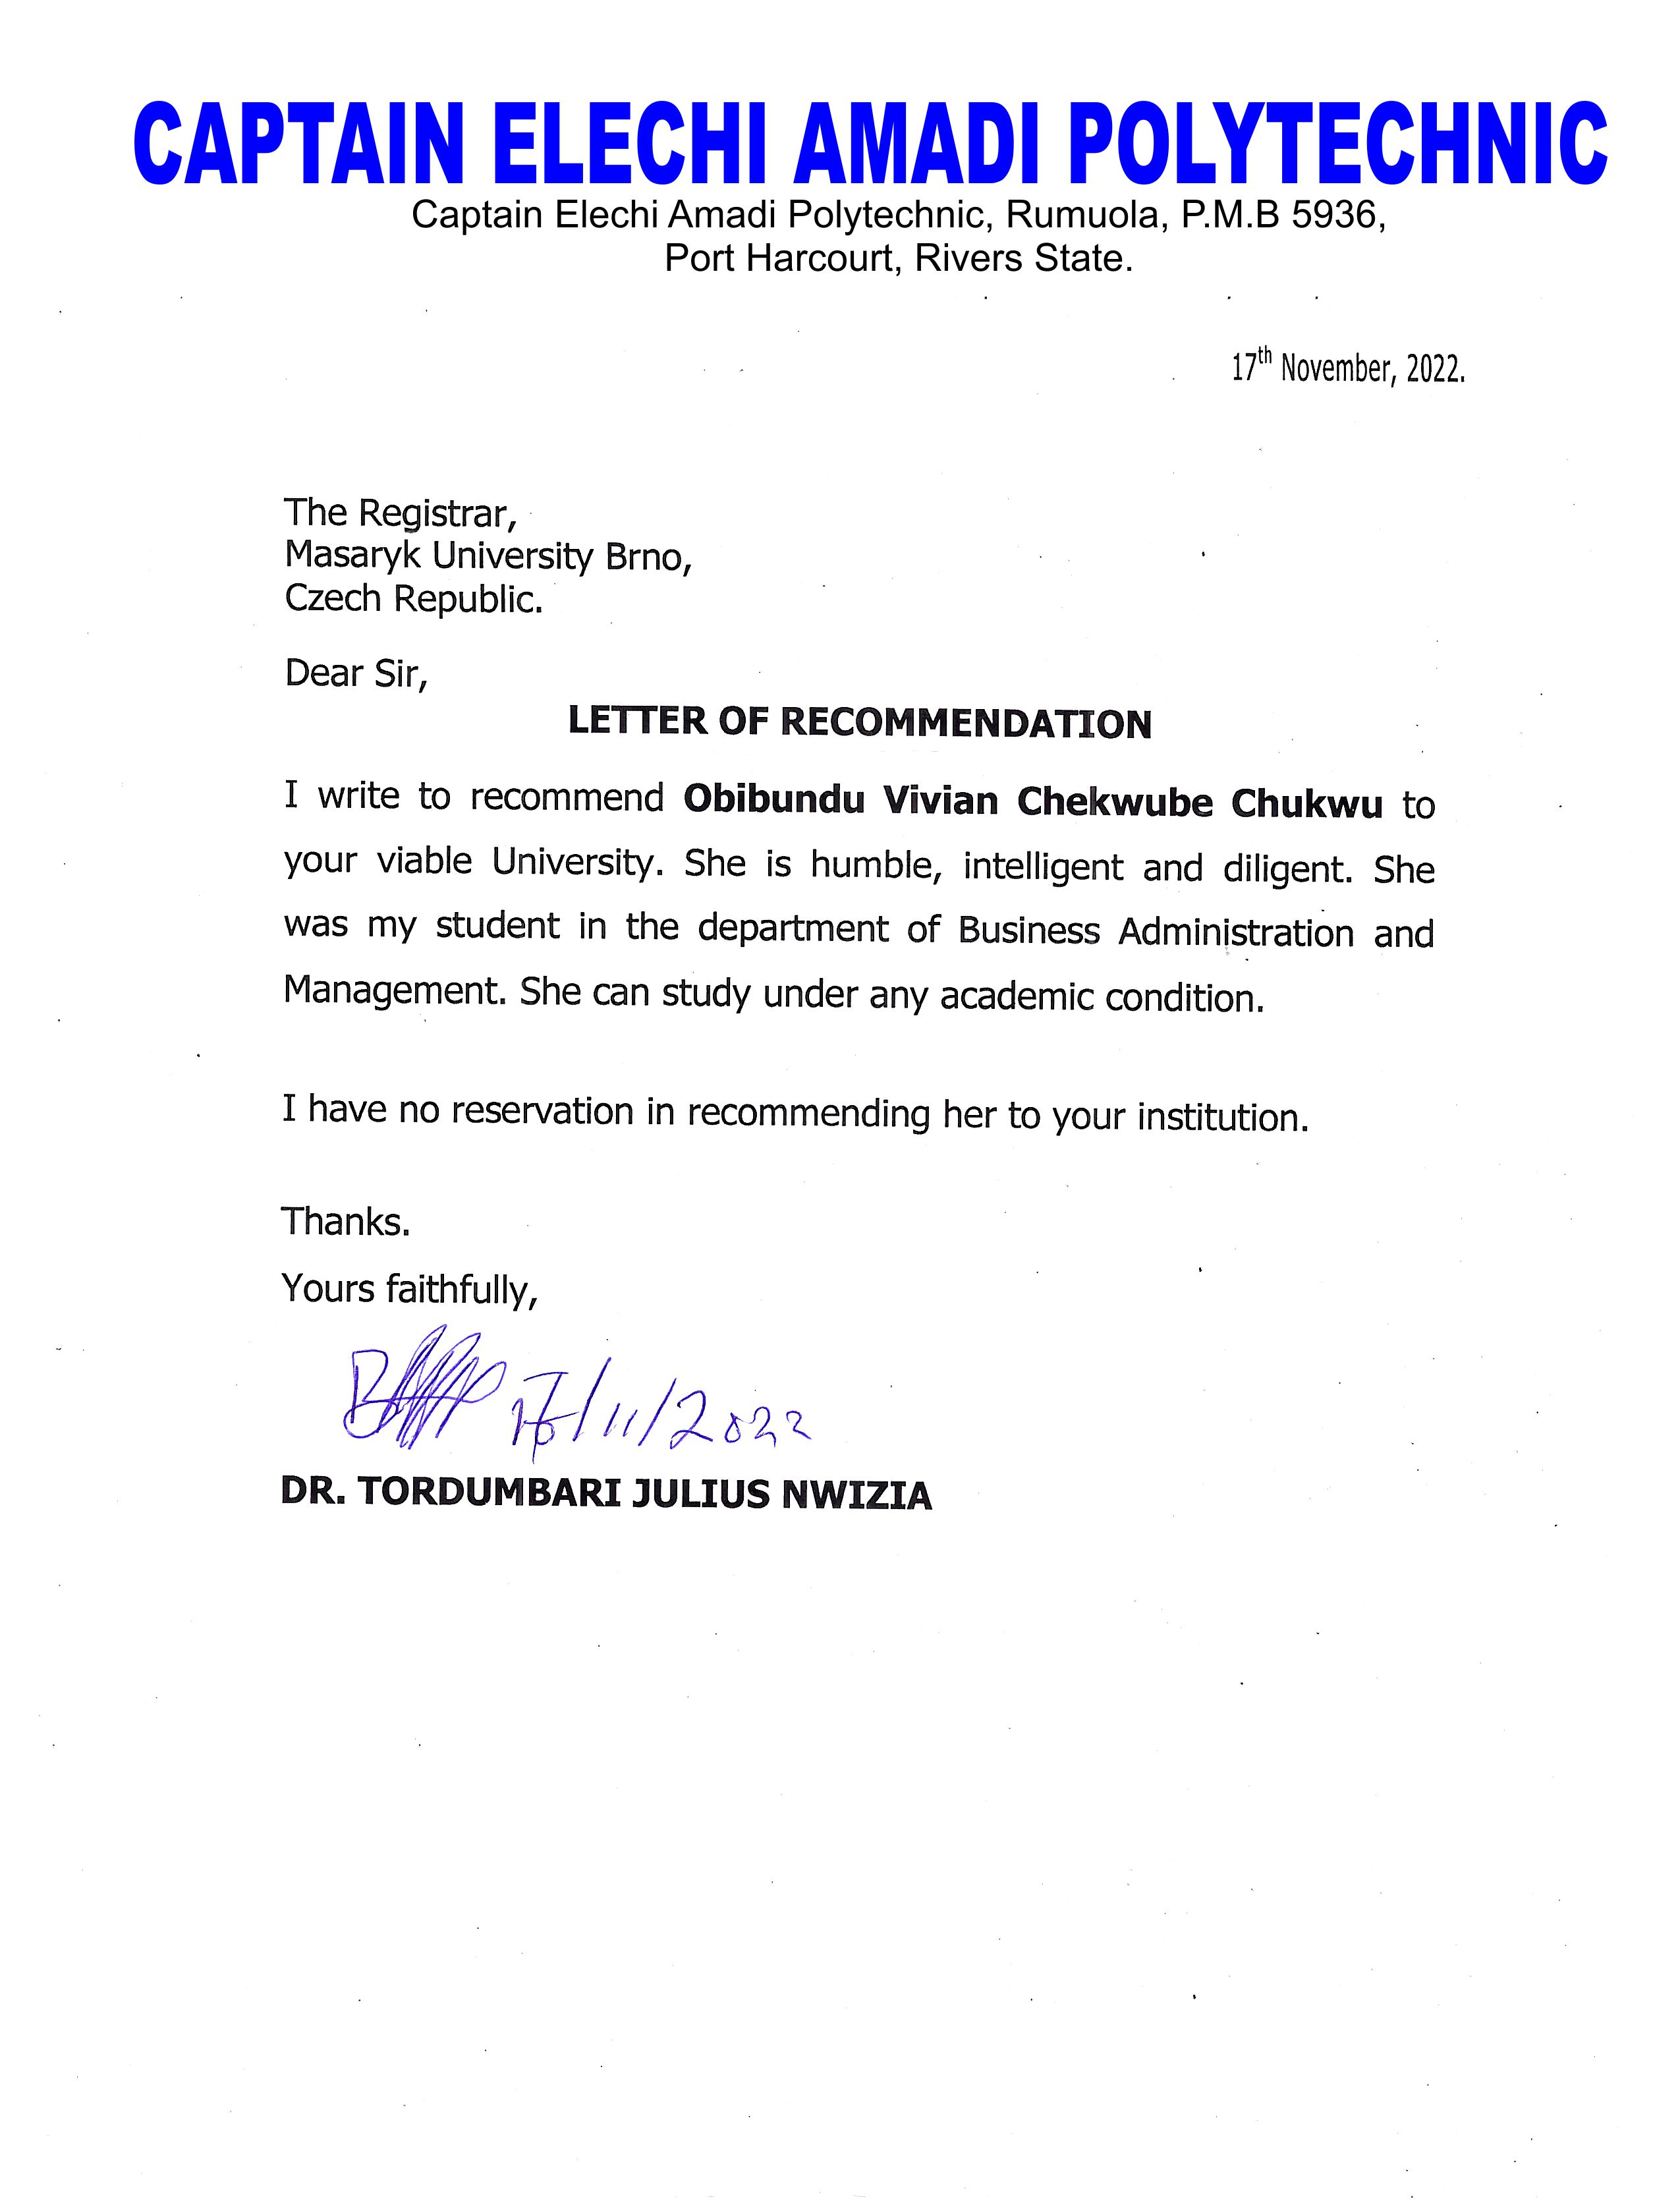 CAPTAIN ELECHI AMADI POLYTECHNIC
Captain Elechi Amadi Polytechnic, Rumuola, P.M.B 5936,
Port Harcourt, Rivers State.
17th November, 2022.
The Registrar,
Masaryk University Brno,
Czech Republic.
Dear Sir,
LETTER OF RECOMMENDATION
I write to recommend Obibundu Vivian Chekwube Chukwu to
your viable University. She is humble, intelligent and diligent. She
was my student in the department of Business Administration and
Management. She can study under any academic condition.
I have no reservation in recommending her to your institution.
Thanks.
Yours faithfully,
17/11/2022
DR. TORDUMBARI JULIUS NWIZIA